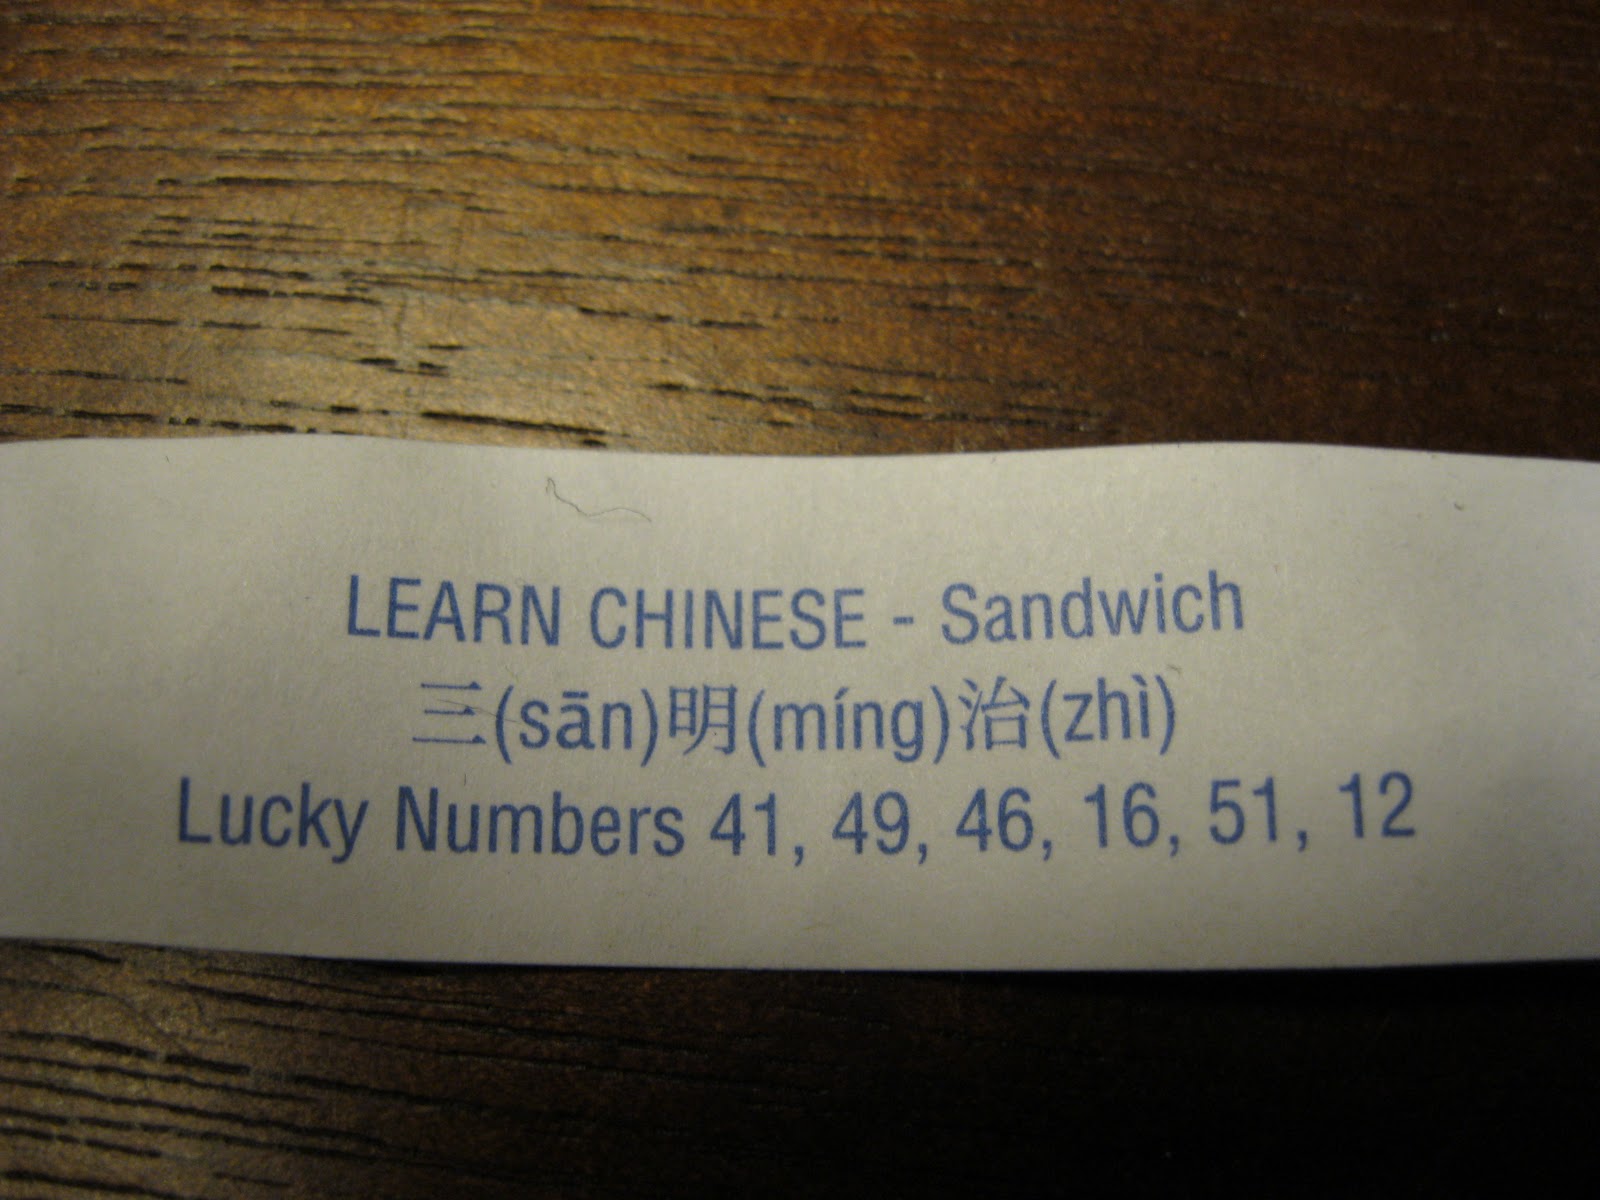 LEARN CHINESE - Sandwich
三(sān)明(míng)治(zhì)
Lucky Numbers 41, 49, 46, 16, 51, 12